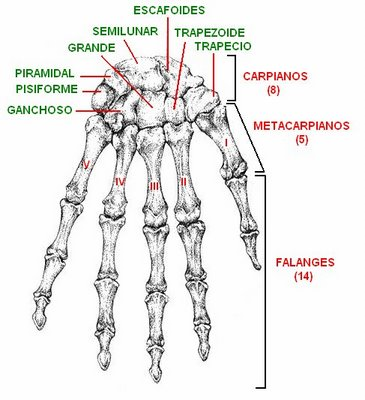 ESCAFOIDES
SEMILUNAR
TRAPEZOIDE
GRANDE
TRAPECIO
PIRAMIDAL
PISIFORME
GANCHOSO
CARPIANOS
(8)
METACARPIANOS
(5)
I
V
IV
III
II
FALANGES
(14)